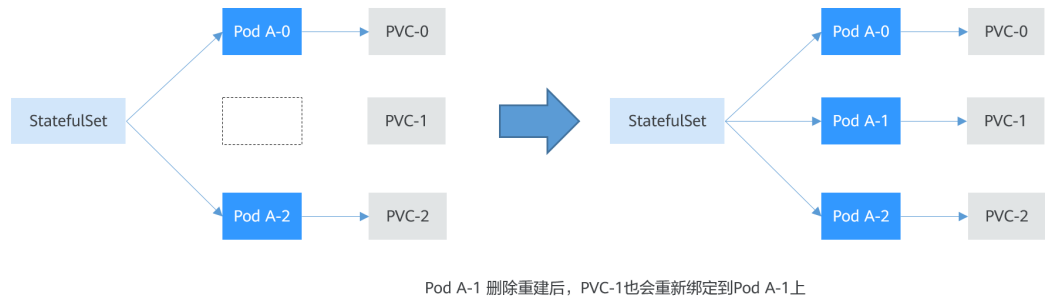 Pod A-0
PVC-0
StatefulSet
PVC-1
Pod A-2
PVC-2
Pod A-0
PVC-0
StatefulSet
Pod A-1
PVC-1
Pod A-2
PVC-2
Pod A-1 删除重建后，PVC-1也会重新绑定到Pod A-1上